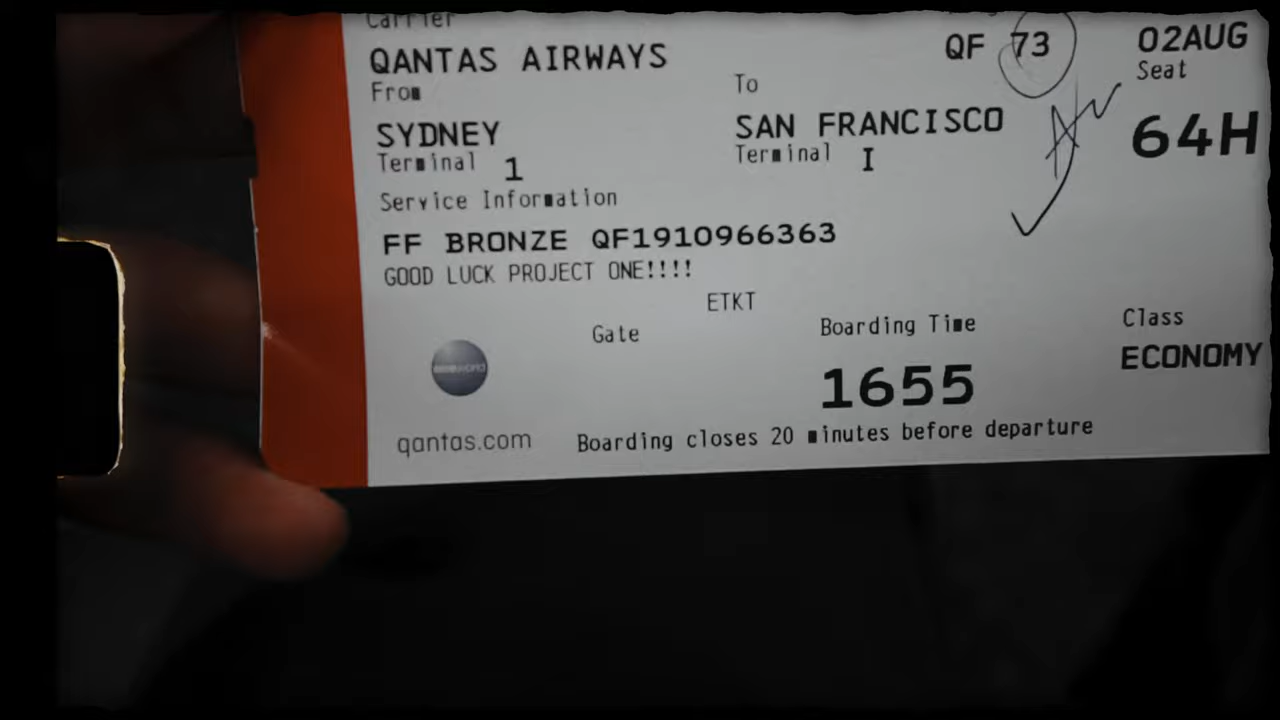 Carrier
QANTAS AIRWAYS QF 73 02AUG
From To Seat
SYDNEY SAN FRANCISCO 64H
Terminal 1 Terminal I
Service Information
FF BRONZE QF1910966363
GOOD LUCK PROJECT ONE!!!!
ETKT
Gate Boarding Time Class
1655 ECONOMY
oneworld
qantas.com Boarding closes 20 minutes before departure